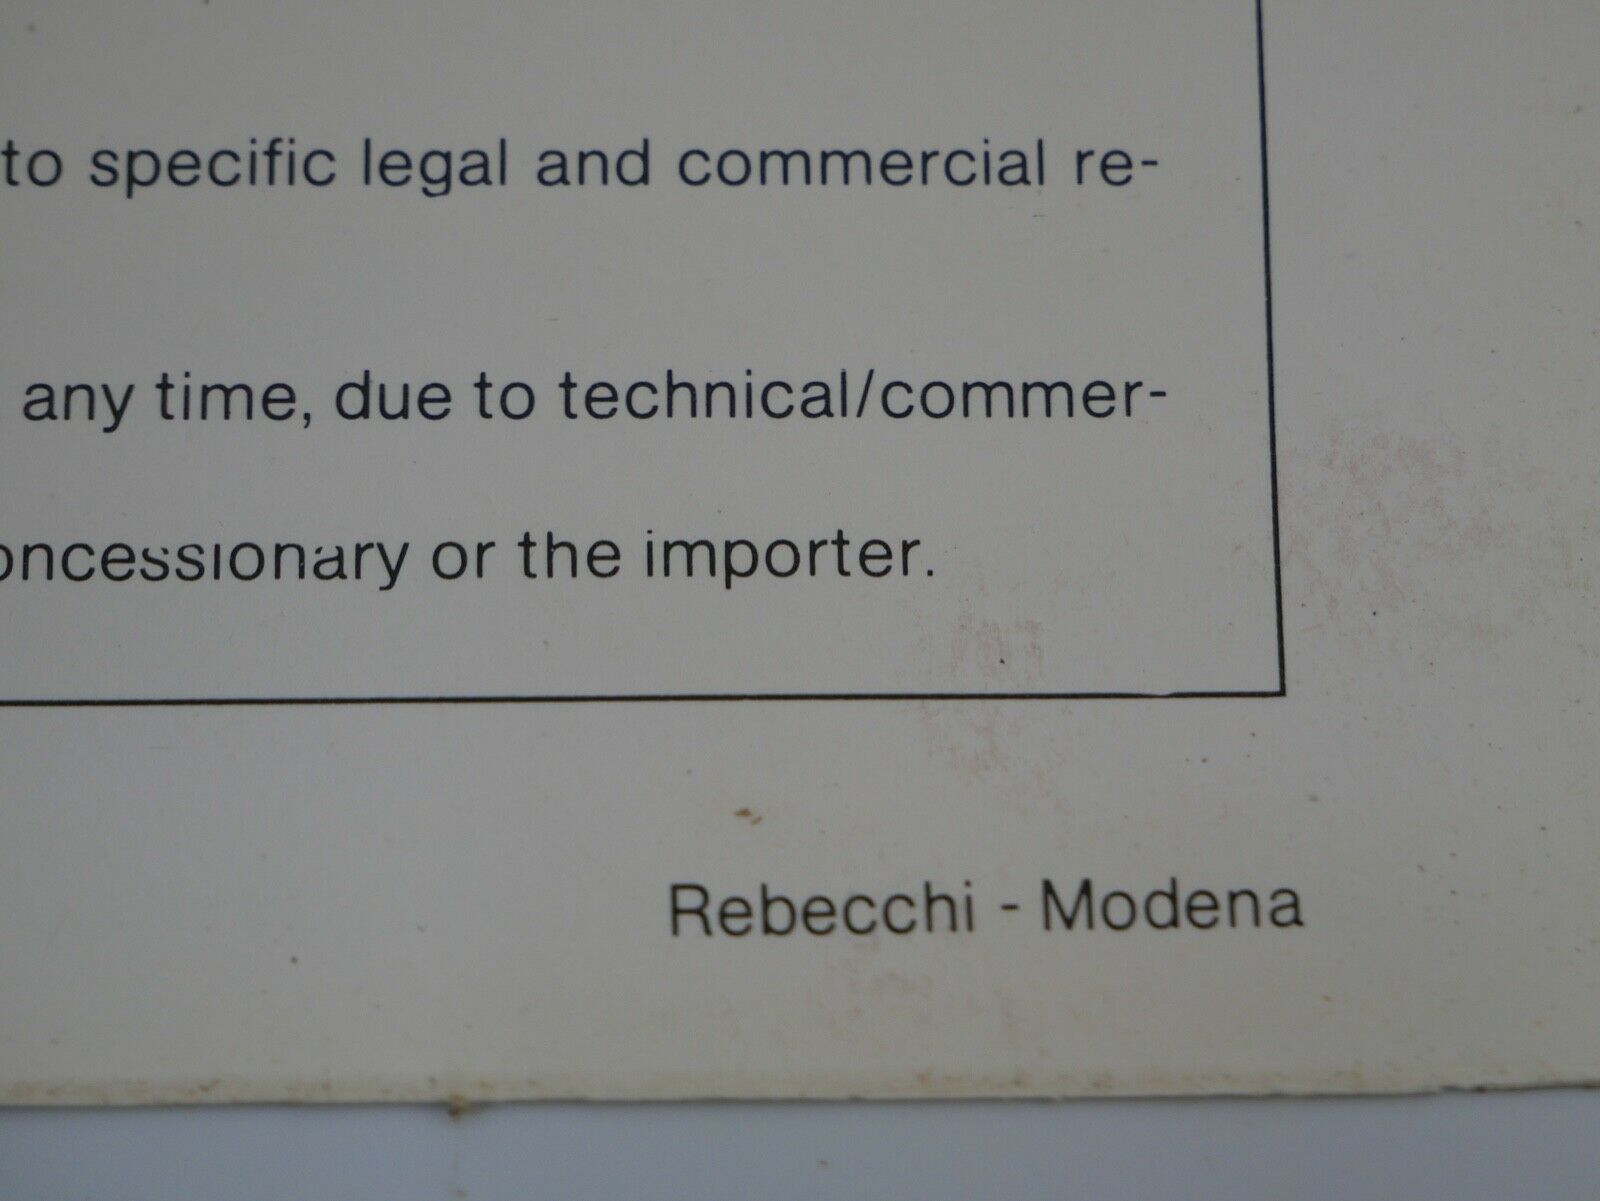 to specific legal and commercial re-
any time, due to technical/commer-
oncessionary or the importer.
Rebecchi - Modena